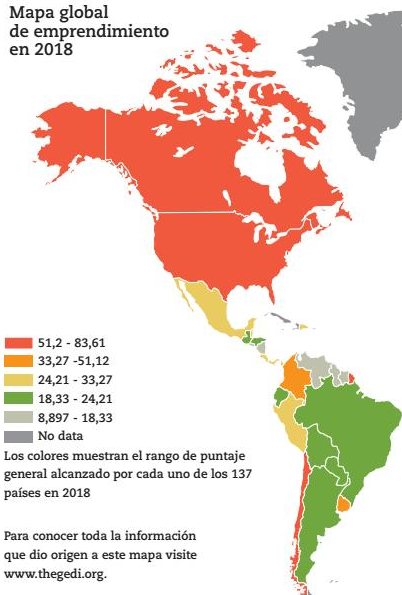 Mapa global
de emprendimiento
en 2018
51,2 - 83,61
33,27 -51,12
24,21 - 33,27
18,33 - 24,21
8,897 - 18,33
No data
Los colores muestran el rango de puntaje
general alcanzado por cada uno de los 137
países en 2018
Para conocer toda la información
que dio origen a este mapa visite
www.thegedi.org.